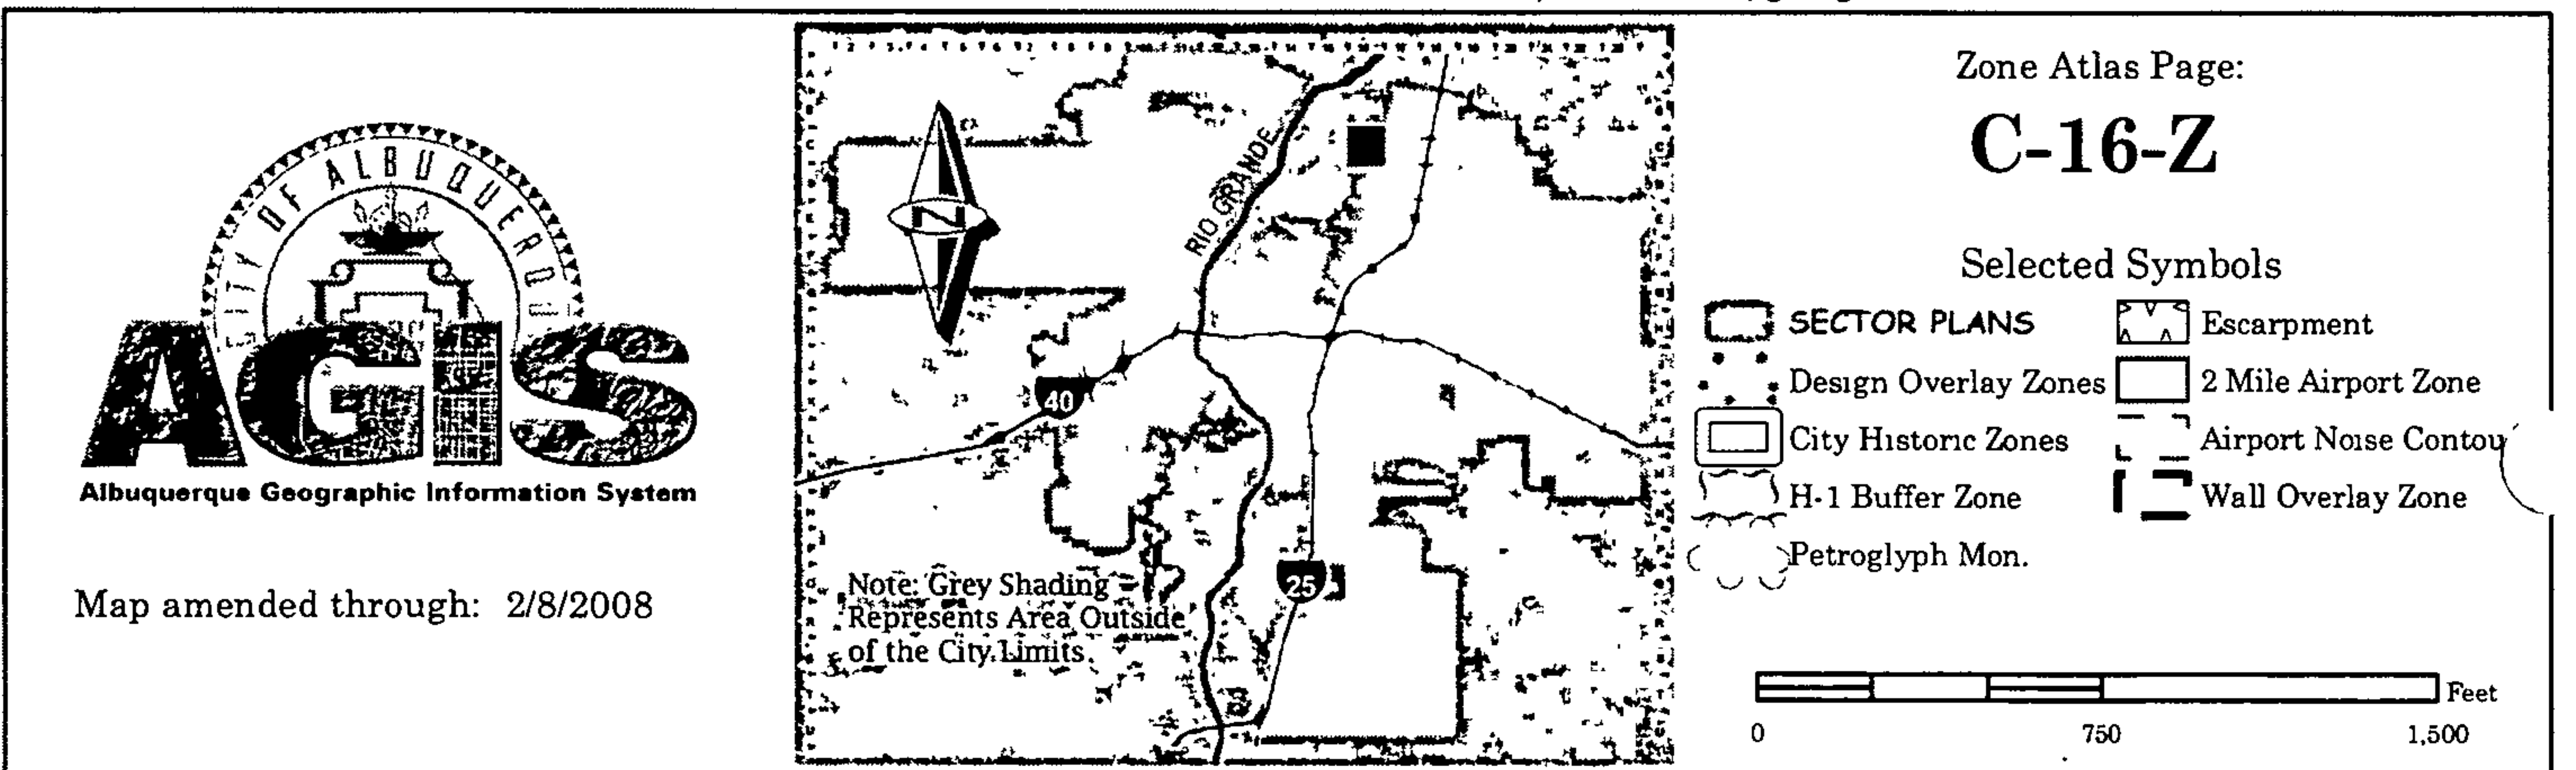 CITY OF ALBUQUERQUE
AGIS
Albuquerque Geographic Information System
Map amended through: 2/8/2008
RIO GRANDE
N
40
25
Note: Grey Shading
Represents Area Outside
of the City Limits
Zone Atlas Page:
C-16-Z
Selected Symbols
SECTOR PLANS
Escarpment
Design Overlay Zones
2 Mile Airport Zone
City Historic Zones
Airport Noise Contour
H-1 Buffer Zone
Wall Overlay Zone
Petroglyph Mon.
Feet
0 750 1,500